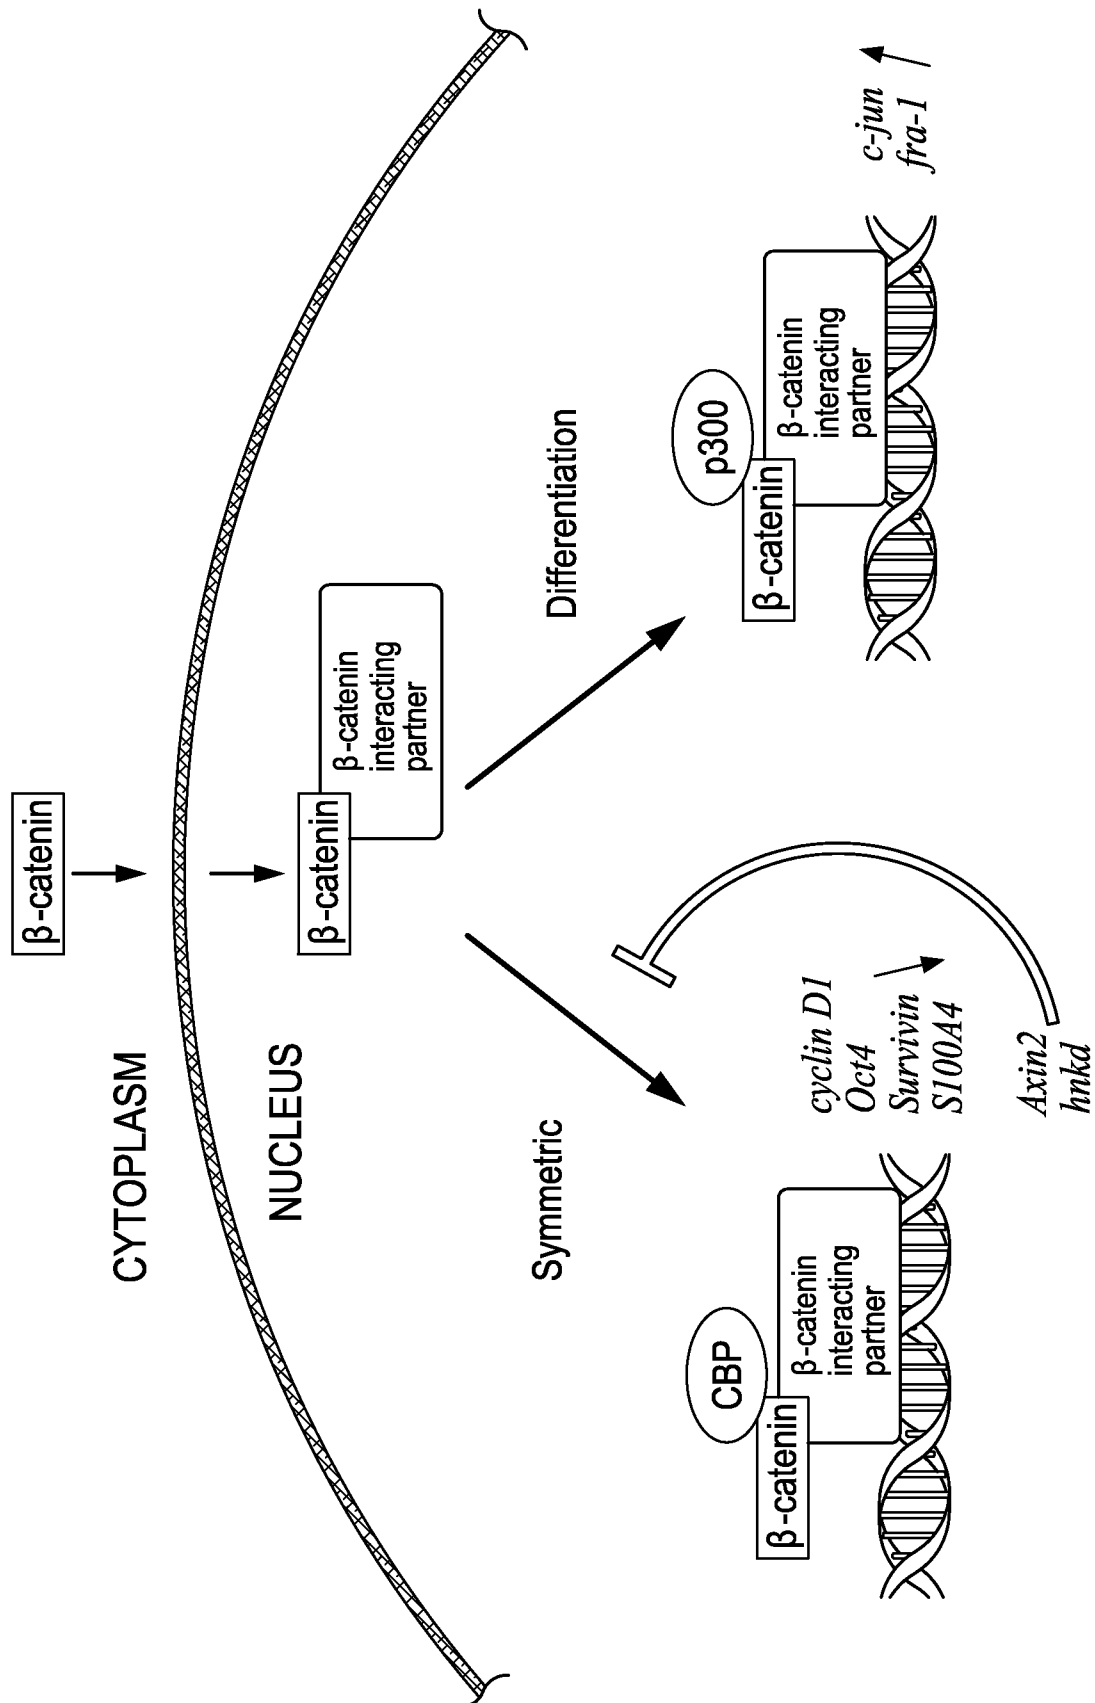 β-catenin
CYTOPLASM
NUCLEUS
β-catenin
β-catenin
interacting
partner
Symmetric
Differentiation
CBP
β-catenin
β-catenin
interacting
partner
cyclin D1
Oct4
Survivin
S100A4
Axin2
hnkd
p300
β-catenin
β-catenin
interacting
partner
c-jun
fra-1